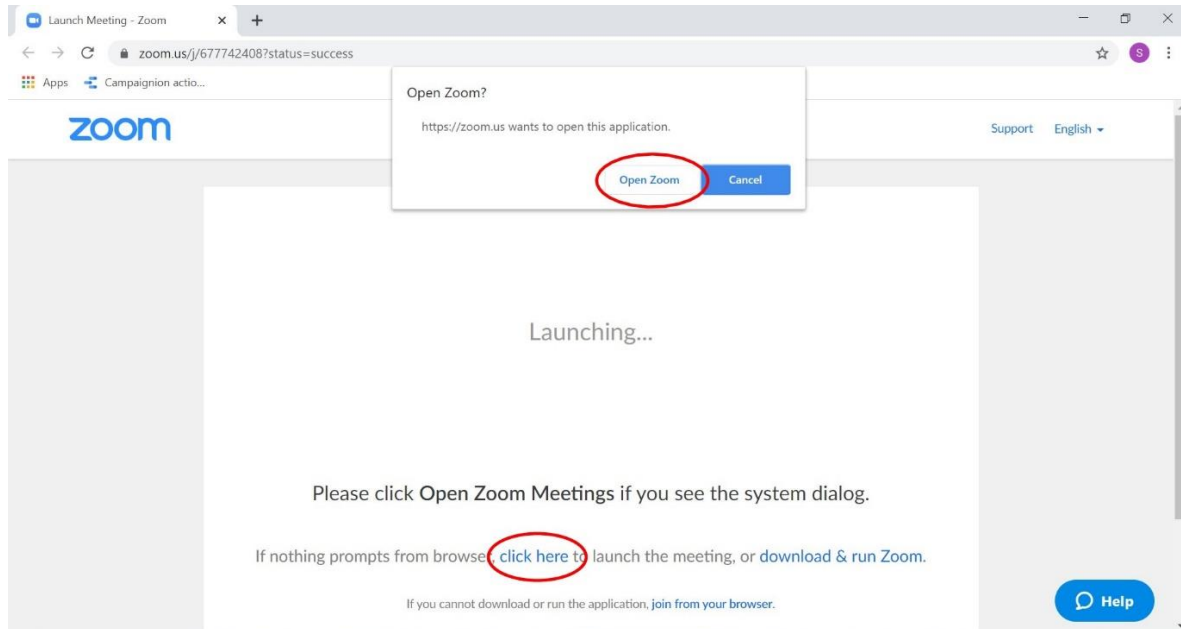 Launch Meeting - Zoom
zoom.us/j/677742408?status=success
S
Apps Campaignion actio...
Open Zoom?
https://zoom.us wants to open this application.
Open Zoom Cancel
zoom
Support English
Launching...
Please click Open Zoom Meetings if you see the system dialog.
If nothing prompts from browser, click here to launch the meeting, or download & run Zoom.
If you cannot download or run the application, join from your browser.
Help